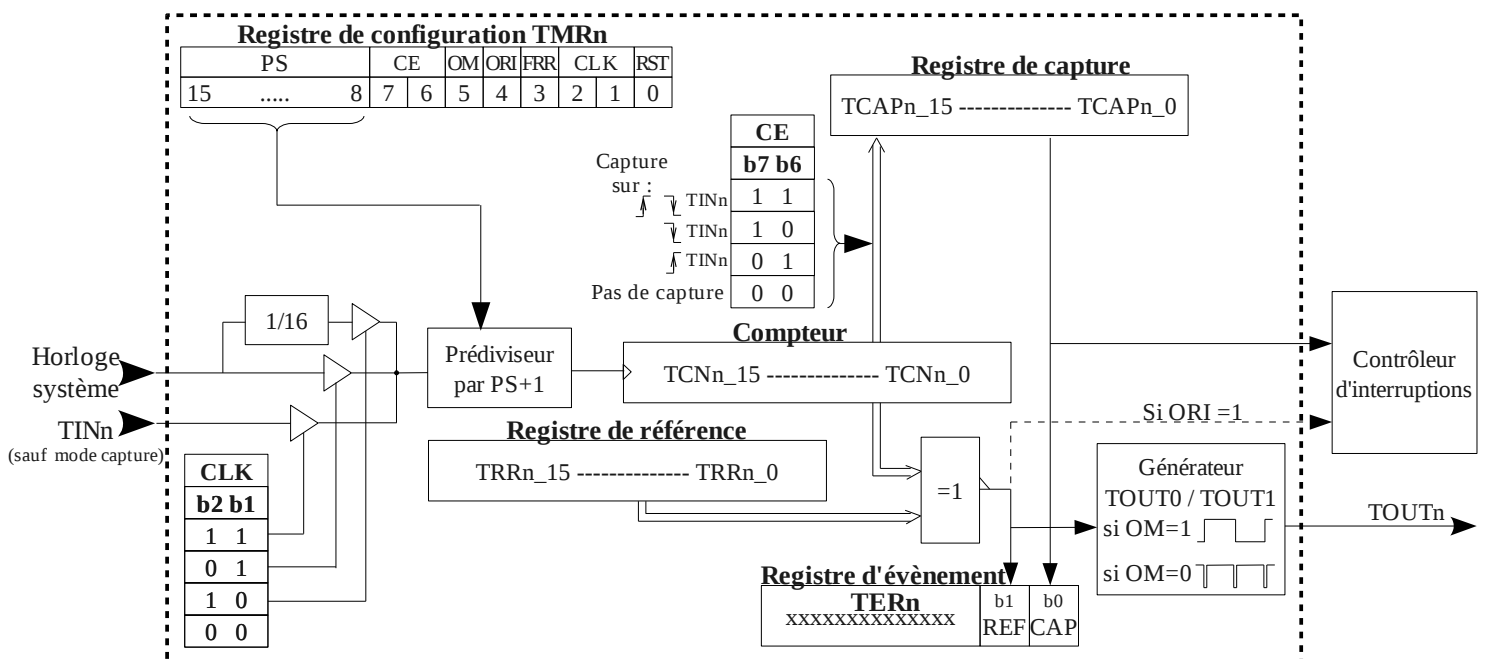 Registre de configuration TMRn
PS CE OM ORI FRR CLK RST
15 ..... 8 7 6 5 4 3 2 1 0
Registre de capture
TCAPn_15 -------------- TCAPn_0
CE
b7 b6
Capture
sur :
TINn 1 1
TINn 1 0
TINn 0 1
Pas de capture 0 0
1/16
Horloge
système
TINn
(sauf mode capture)
Prédiviseur
par PS+1
Compteur
TCNn_15 --------------- TCNn_0
Registre de référence
TRRn_15 -------------- TRRn_0
CLK
b2 b1
1 1
0 1
1 0
0 0
=1
Si ORI =1
Contrôleur
d'interruptions
Générateur
TOUT0 / TOUT1
si OM=1
si OM=0
TOUTn
Registre d'évènement
TERn
xxxxxxxxxxxxxx
b1 b0
REF CAP